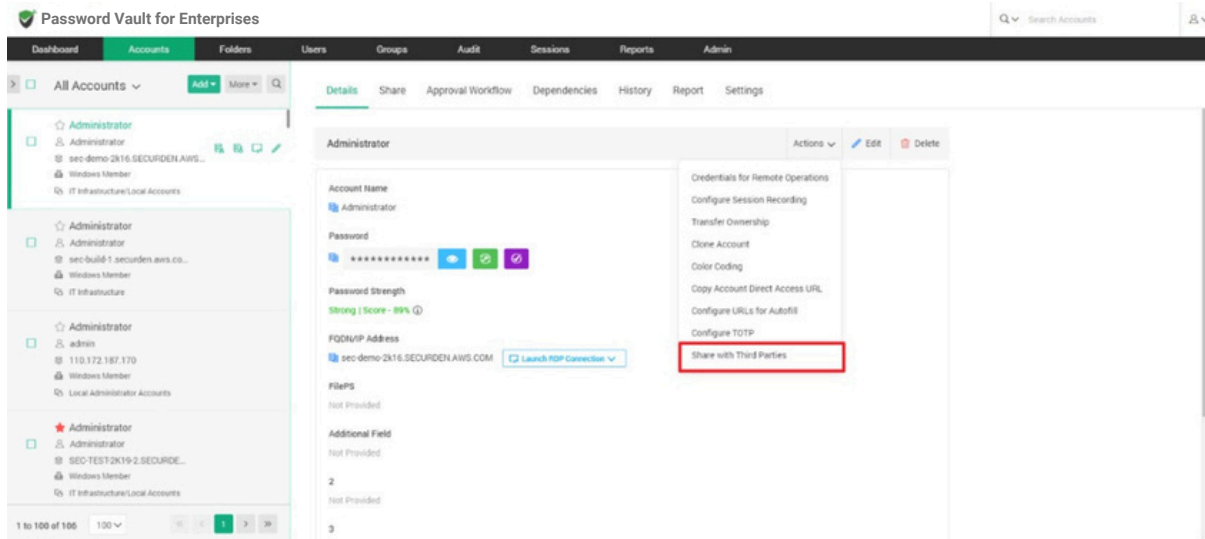 Password Vault for Enterprises
Search Accounts
Dashboard Accounts Folders Users Groups Audit Sessions Reports Admin
All Accounts
Add
More
Administrator
Administrator
sec-demo-2k16.SECURDEN.AWS...
Windows Member
IT Infrastructure/Local Accounts
Administrator
Administrator
sec-build-1.securden.aws.co...
Windows Member
IT Infrastructure
Administrator
admin
110.172.187.170
Windows Member
Local Administrator Accounts
Administrator
Administrator
SEC-TEST-2K19-2.SECURDE...
Windows Member
IT Infrastructure/Local Accounts
1 to 100 of 106
100
1
Details Share Approval Workflow Dependencies History Report Settings
Administrator
Actions
Edit
Delete
Account Name
Administrator
Password
************
Password Strength
Strong | Score - 89%
FQDN/IP Address
sec-demo-2k16.SECURDEN.AWS.COM
Launch RDP Connection
FilePS
Not Provided
Additional Field
Not Provided
2
Not Provided
3
Credentials for Remote Operations
Configure Session Recording
Transfer Ownership
Clone Account
Color Coding
Copy Account Direct Access URL
Configure URLs for Autofill
Configure TOTP
Share with Third Parties